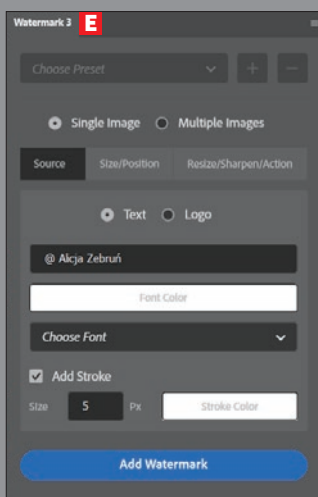 Watermark 3 E
Choose Preset + −
Single Image Multiple Images
Source Size/Position Resize/Sharpen/Action
Text Logo
@ Alicja Zebruń
Font Color
Choose Font
Add Stroke
Size 5 Px Stroke Color
Add Watermark